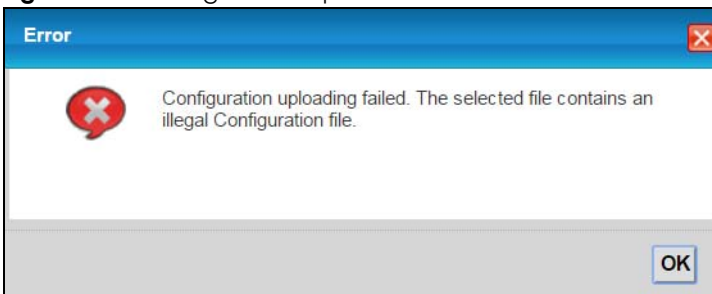 Error
Configuration uploading failed. The selected file contains an
illegal Configuration file.
OK